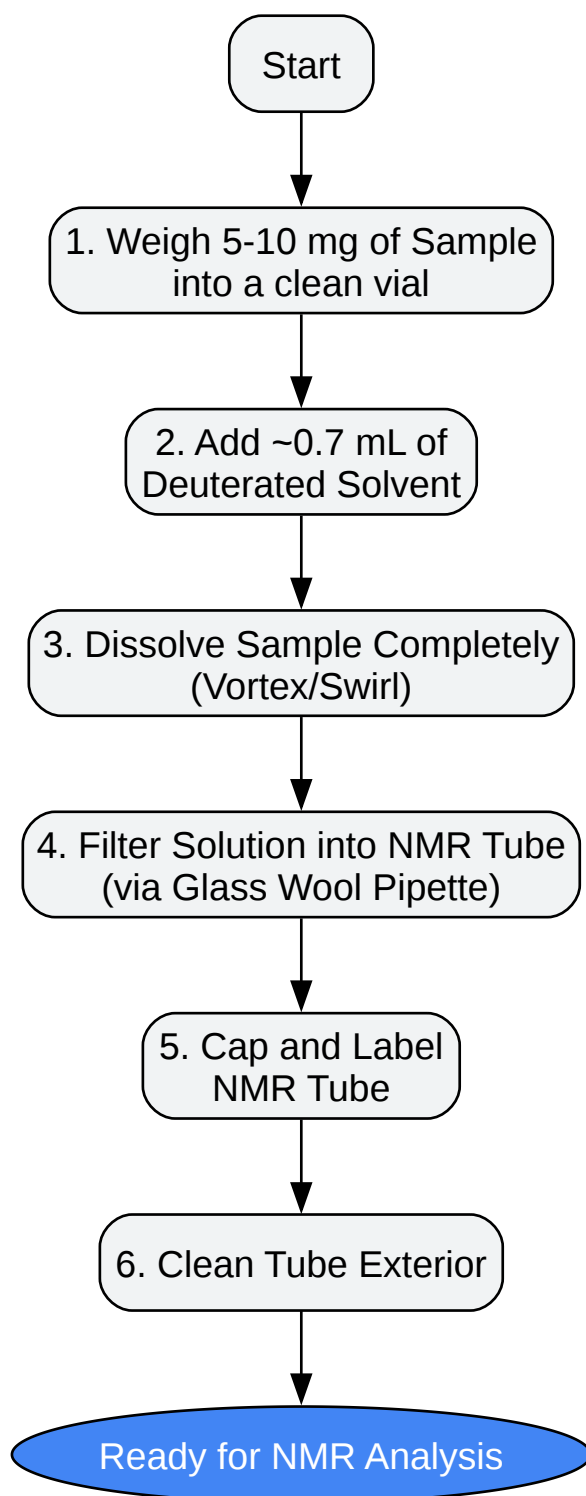 Start
1. Weigh 5-10 mg of Sample
into a clean vial
2. Add ~0.7 mL of
Deuterated Solvent
3. Dissolve Sample Completely
(Vortex/Swirl)
4. Filter Solution into NMR Tube
(via Glass Wool Pipette)
5. Cap and Label
NMR Tube
6. Clean Tube Exterior
Ready for NMR Analysis